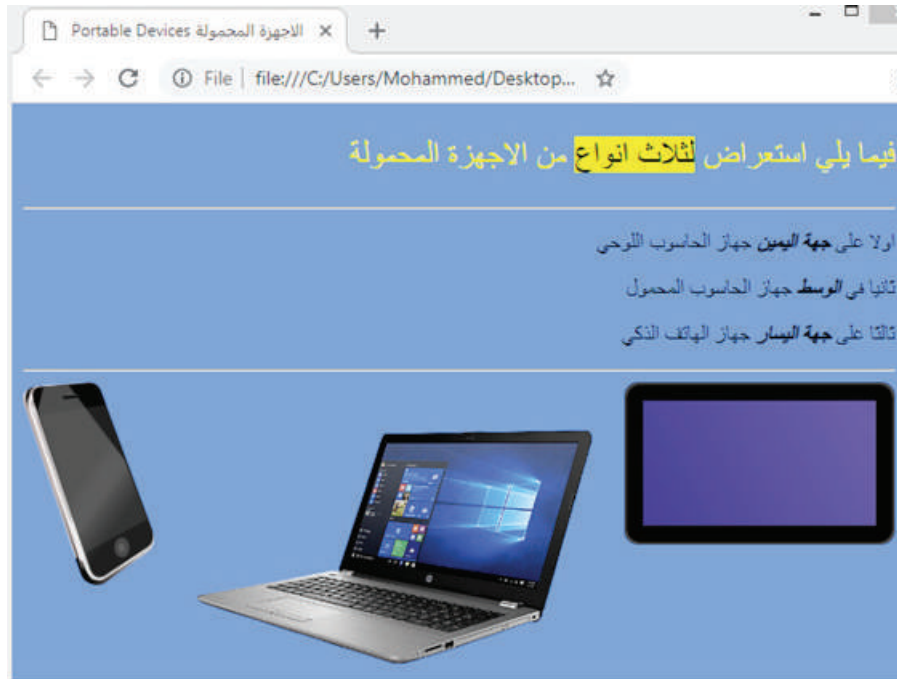 Portable Devices الاجهزة المحمولة
File file:///C:/Users/Mohammed/Desktop...
فيما يلي استعراض لثلاث انواع من الاجهزة المحمولة
اولا على جهة اليمين جهاز الحاسوب اللوحي
ثانيا في الوسط جهاز الحاسوب المحمول
ثالثا على جهة اليسار جهاز الهاتف الذكي